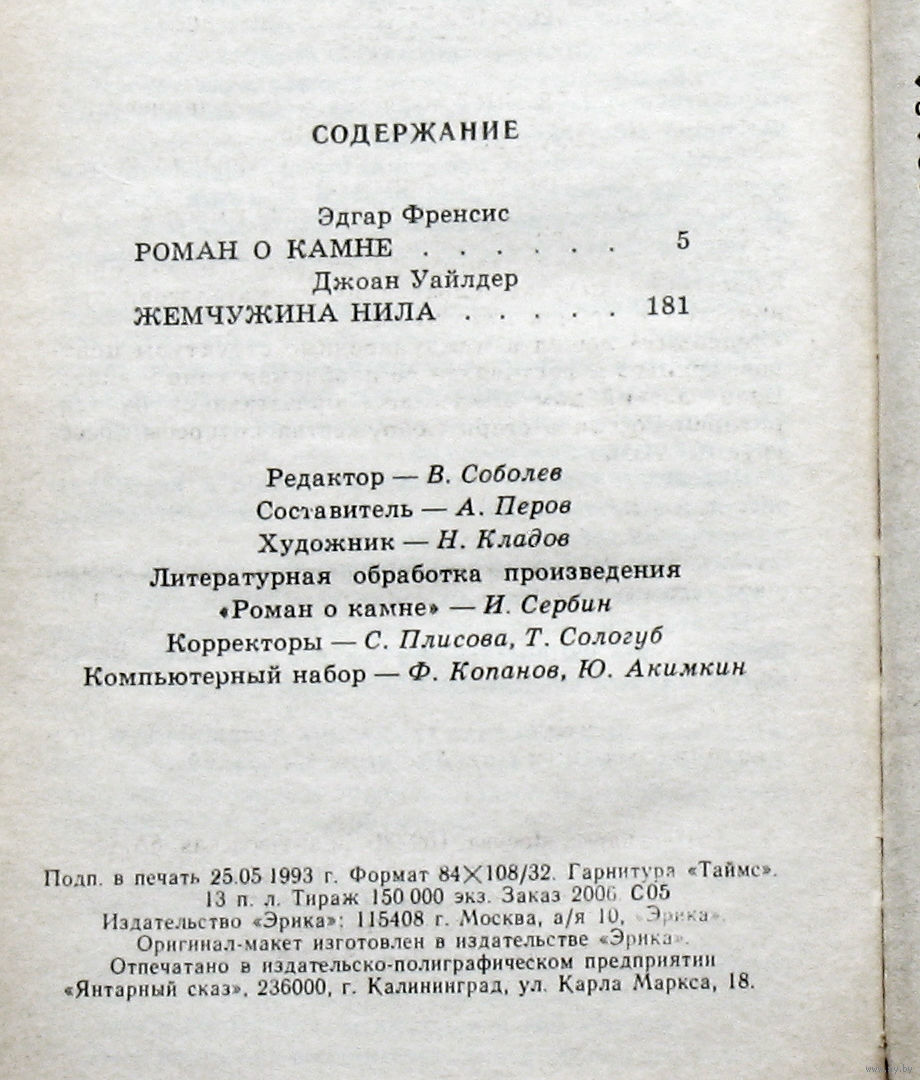 СОДЕРЖАНИЕ
Эдгар Френсис
РОМАН О КАМНЕ . . . . . . 5
Джоан Уайлдер
ЖЕМЧУЖИНА НИЛА . . . . . 181
Редактор — В. Соболев
Составитель — А. Перов
Художник — Н. Кладов
Литературная обработка произведения
«Роман о камне» — И. Сербин
Корректоры — С. Плисова, Т. Сологуб
Компьютерный набор — Ф. Копанов, Ю. Акимкин
Подп. в печать 25.05 1993 г. Формат 84×108/32. Гарнитура «Таймс».
13 п. л. Тираж 150 000 экз. Заказ 2006 С05
Издательство «Эрика»: 115408 г. Москва, а/я 10, «Эрика».
Оригинал-макет изготовлен в издательстве «Эрика».
Отпечатано в издательско-полиграфическом предприятии
«Янтарный сказ», 236000, г. Калининград, ул. Карла Маркса, 18.